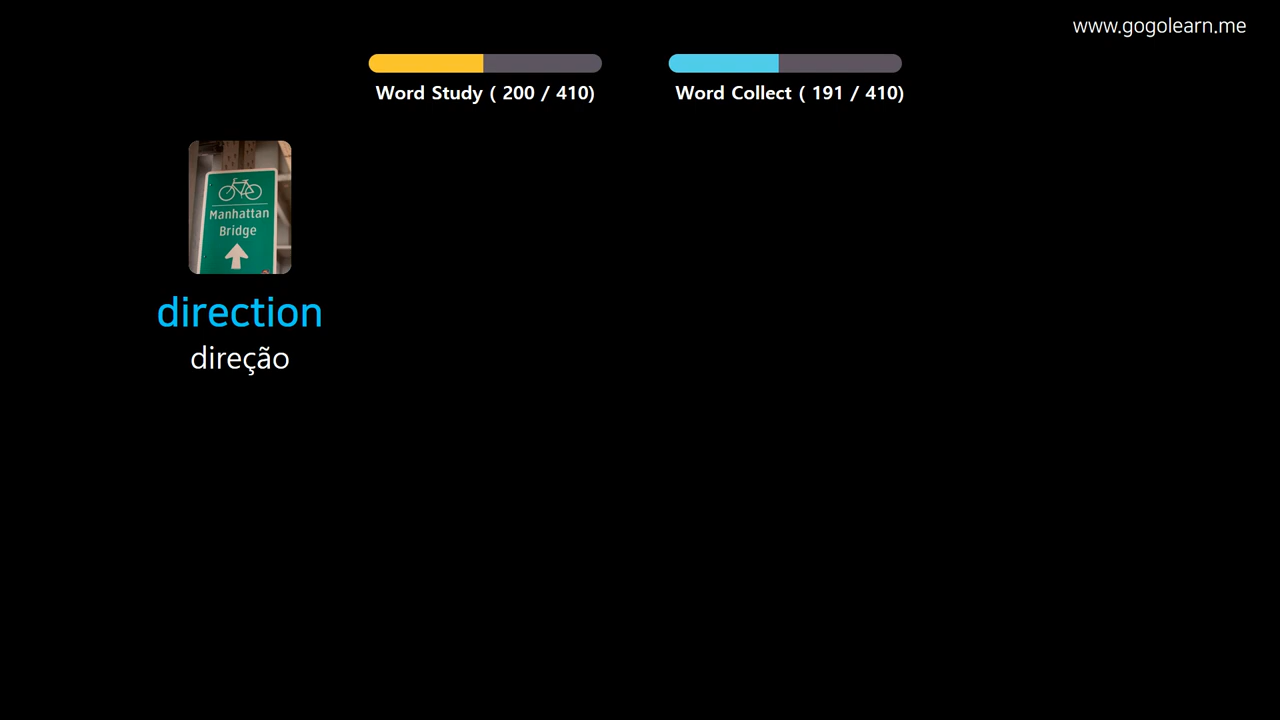 www.gogolearn.me
Word Study ( 200 / 410)
Word Collect ( 191 / 410)
Manhattan
Bridge
direction
direção